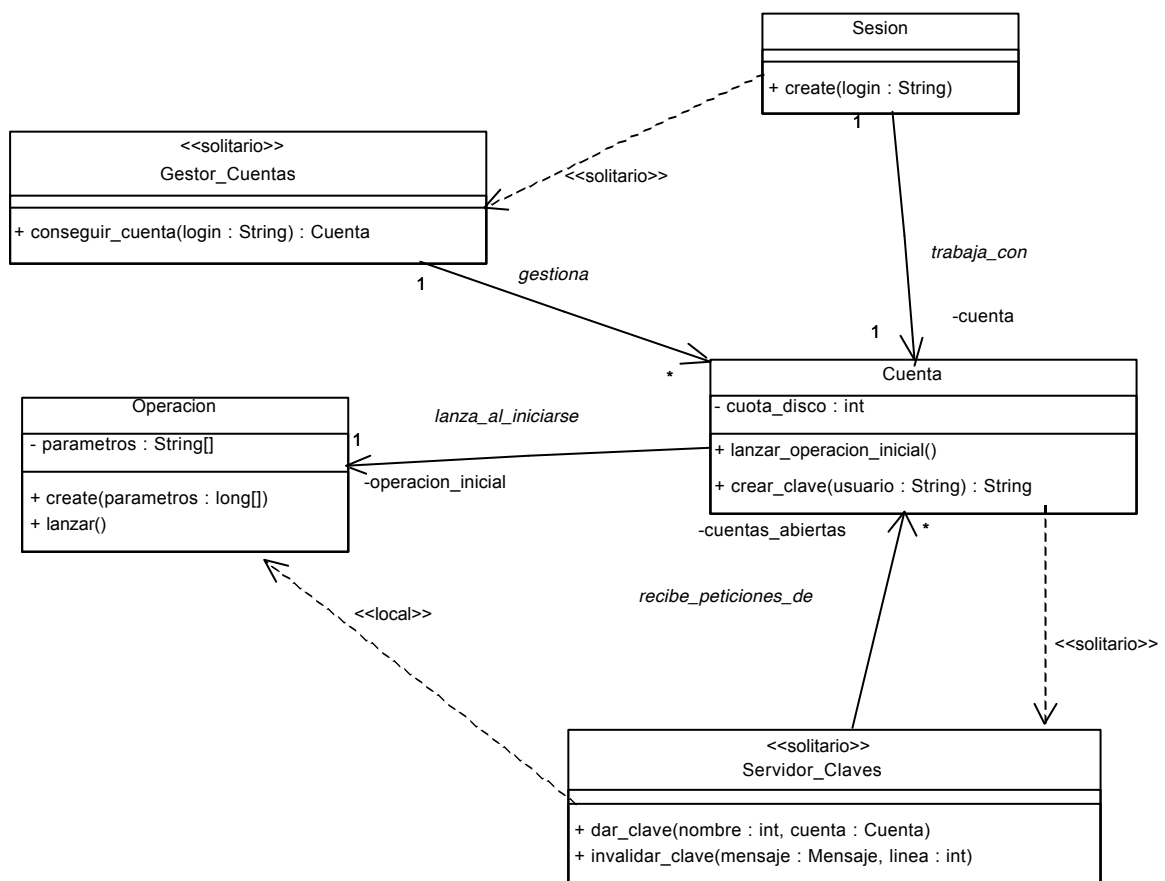 Sesion
+ create(login : String)
1
<<solitario>>
Gestor_Cuentas
+ conseguir_cuenta(login : String) : Cuenta
<<solitario>>
1
gestiona
*
trabaja_con
-cuenta
1
Cuenta
- cuota_disco : int
+ lanzar_operacion_inicial()
+ crear_clave(usuario : String) : String
Operacion
- parametros : String[]
+ create(parametros : long[])
+ lanzar()
lanza_al_iniciarse
1
-operacion_inicial
-cuentas_abiertas
*
recibe_peticiones_de
<<local>>
<<solitario>>
<<solitario>>
Servidor_Claves
+ dar_clave(nombre : int, cuenta : Cuenta)
+ invalidar_clave(mensaje : Mensaje, linea : int)